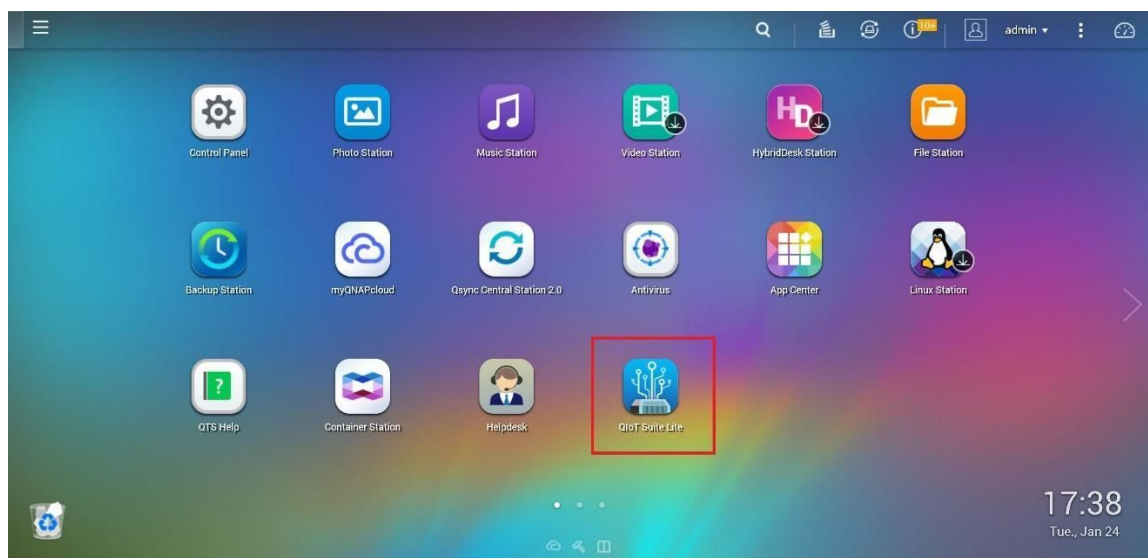 10+
admin
Control Panel
Photo Station
Music Station
Video Station
HD
HybridDesk Station
File Station
Backup Station
myQNAPcloud
Qsync Central Station 2.0
Antivirus
App Center
Linux Station
?
QTS Help
Container Station
Helpdesk
QIoT Suite Lite
17:38
Tue., Jan 24